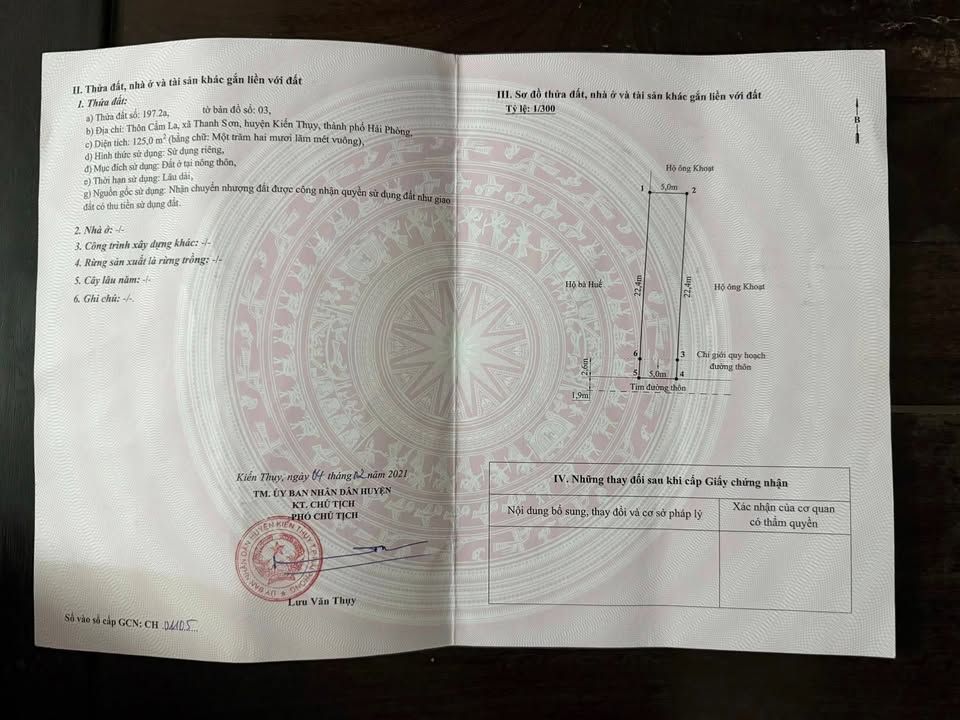 II. Thửa đất, nhà ở và tài sản khác gắn liền với đất
1. Thửa đất:
a) Thửa đất số: 197.2a, tờ bản đồ số: 03,
b) Địa chỉ: Thôn Cẩm La, xã Thanh Sơn, huyện Kiến Thụy, thành phố Hải Phòng,
c) Diện tích: 125,0 m² (bằng chữ: Một trăm hai mươi lăm mét vuông),
d) Hình thức sử dụng: Sử dụng riêng,
đ) Mục đích sử dụng: Đất ở tại nông thôn,
e) Thời hạn sử dụng: Lâu dài,
g) Nguồn gốc sử dụng: Nhận chuyển nhượng đất được công nhận quyền sử dụng đất như giao
đất có thu tiền sử dụng đất.
2. Nhà ở: -/-
3. Công trình xây dựng khác: -/-
4. Rừng sản xuất là rừng trồng: -/-
5. Cây lâu năm: -/-
6. Ghi chú: -/-.
Kiến Thụy, ngày 04 tháng 02 năm 2021
TM. ỦY BAN NHÂN DÂN HUYỆN
KT. CHỦ TỊCH
PHÓ CHỦ TỊCH
ỦY BAN NHÂN DÂN HUYỆN KIẾN THỤY T.P HẢI PHÒNG
Lưu Văn Thụy
Số vào sổ cấp GCN: CH
III. Sơ đồ thửa đất, nhà ở và tài sản khác gắn liền với đất
Tỷ lệ: 1/300
B
Hộ ông Khoạt
1 5,0m 2
Hộ bà Huế
22,4m
22,4m
Hộ ông Khoạt
6
3
Chỉ giới quy hoạch
đường thôn
2,6m
5 5,0m 4
Tim đường thôn
1,9m
IV. Những thay đổi sau khi cấp Giấy chứng nhận
Nội dung bổ sung, thay đổi và cơ sở pháp lý
Xác nhận của cơ quan
có thẩm quyền